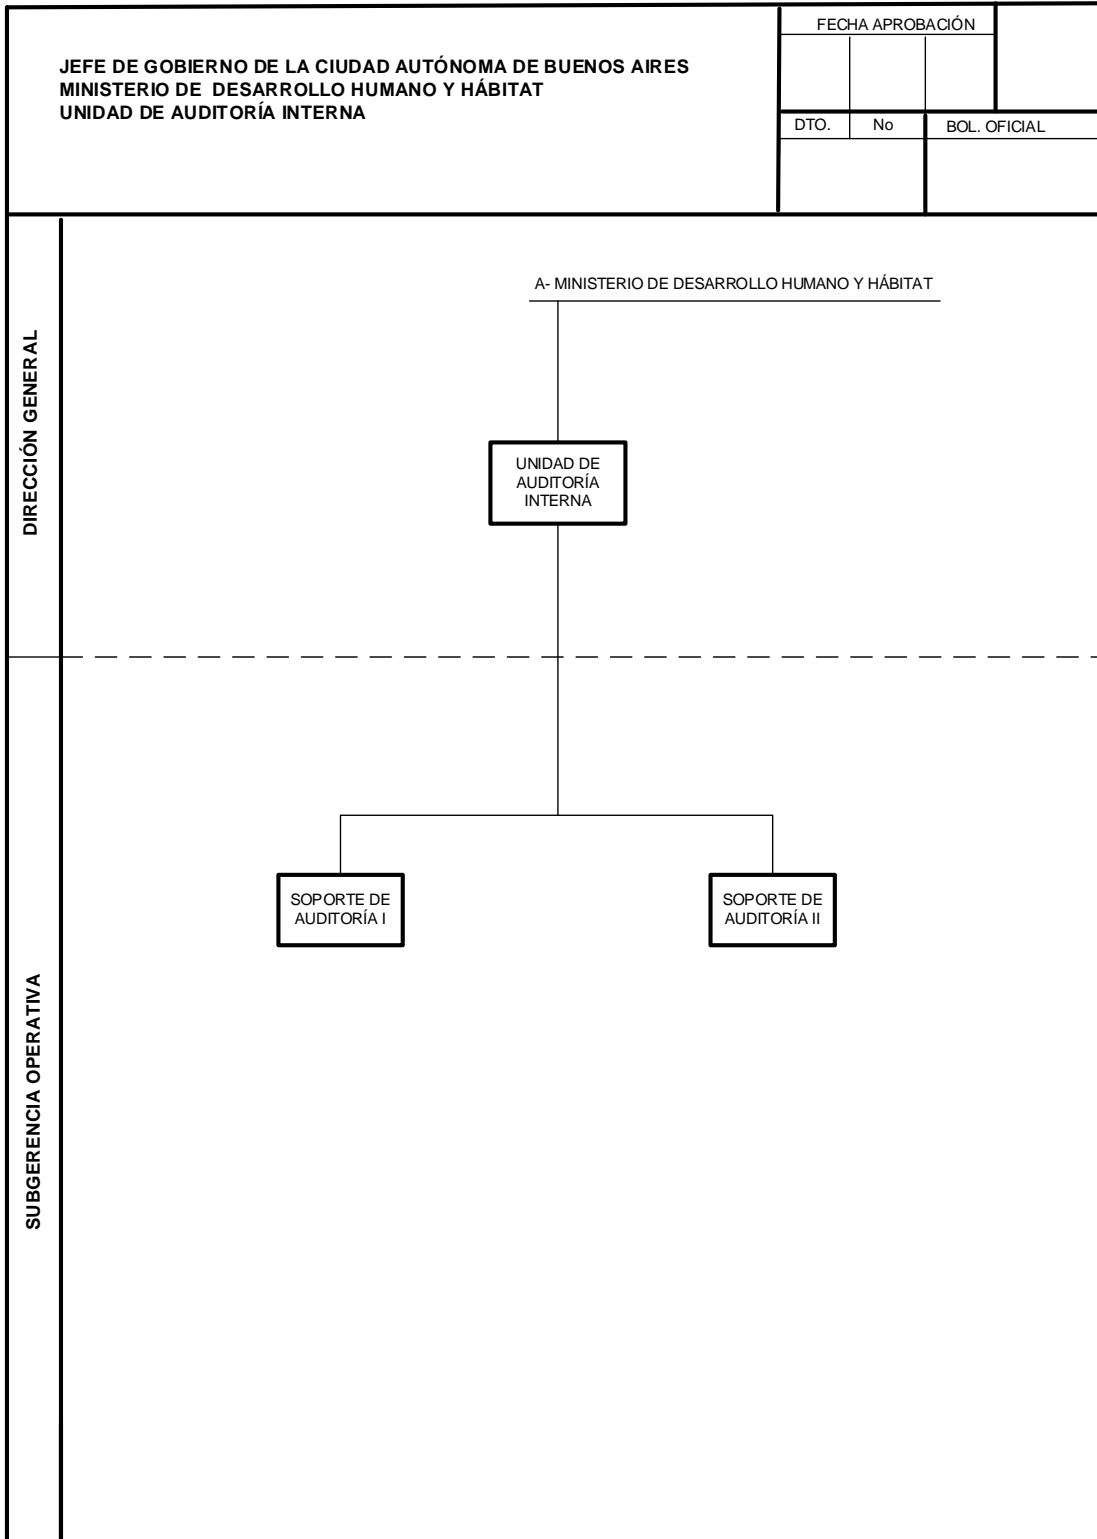 JEFE DE GOBIERNO DE LA CIUDAD AUTÓNOMA DE BUENOS AIRES
MINISTERIO DE DESARROLLO HUMANO Y HÁBITAT
UNIDAD DE AUDITORÍA INTERNA
FECHA APROBACIÓN
DTO.
No
BOL. OFICIAL
DIRECCIÓN GENERAL
A- MINISTERIO DE DESARROLLO HUMANO Y HÁBITAT
UNIDAD DE
AUDITORÍA
INTERNA
SUBGERENCIA OPERATIVA
SOPORTE DE
AUDITORÍA I
SOPORTE DE
AUDITORÍA II